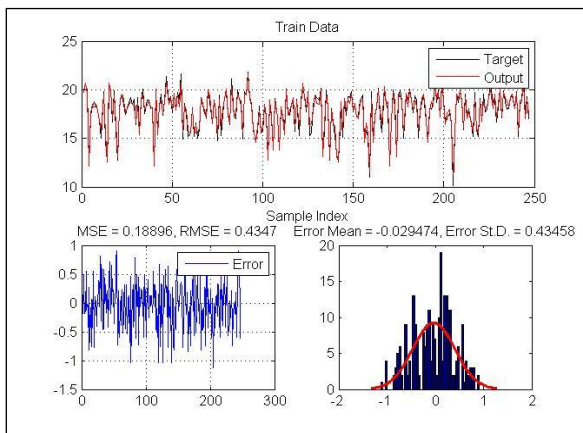 Train Data
25
20
15
10
Target
Output
0 50 100 150 200 250
Sample Index
MSE = 0.18896, RMSE = 0.4347
Error Mean = -0.029474, Error St.D. = 0.43458
1
0.5
0
-0.5
-1
-1.5
Error
0 100 200 300
20
15
10
5
0
-2 -1 0 1 2